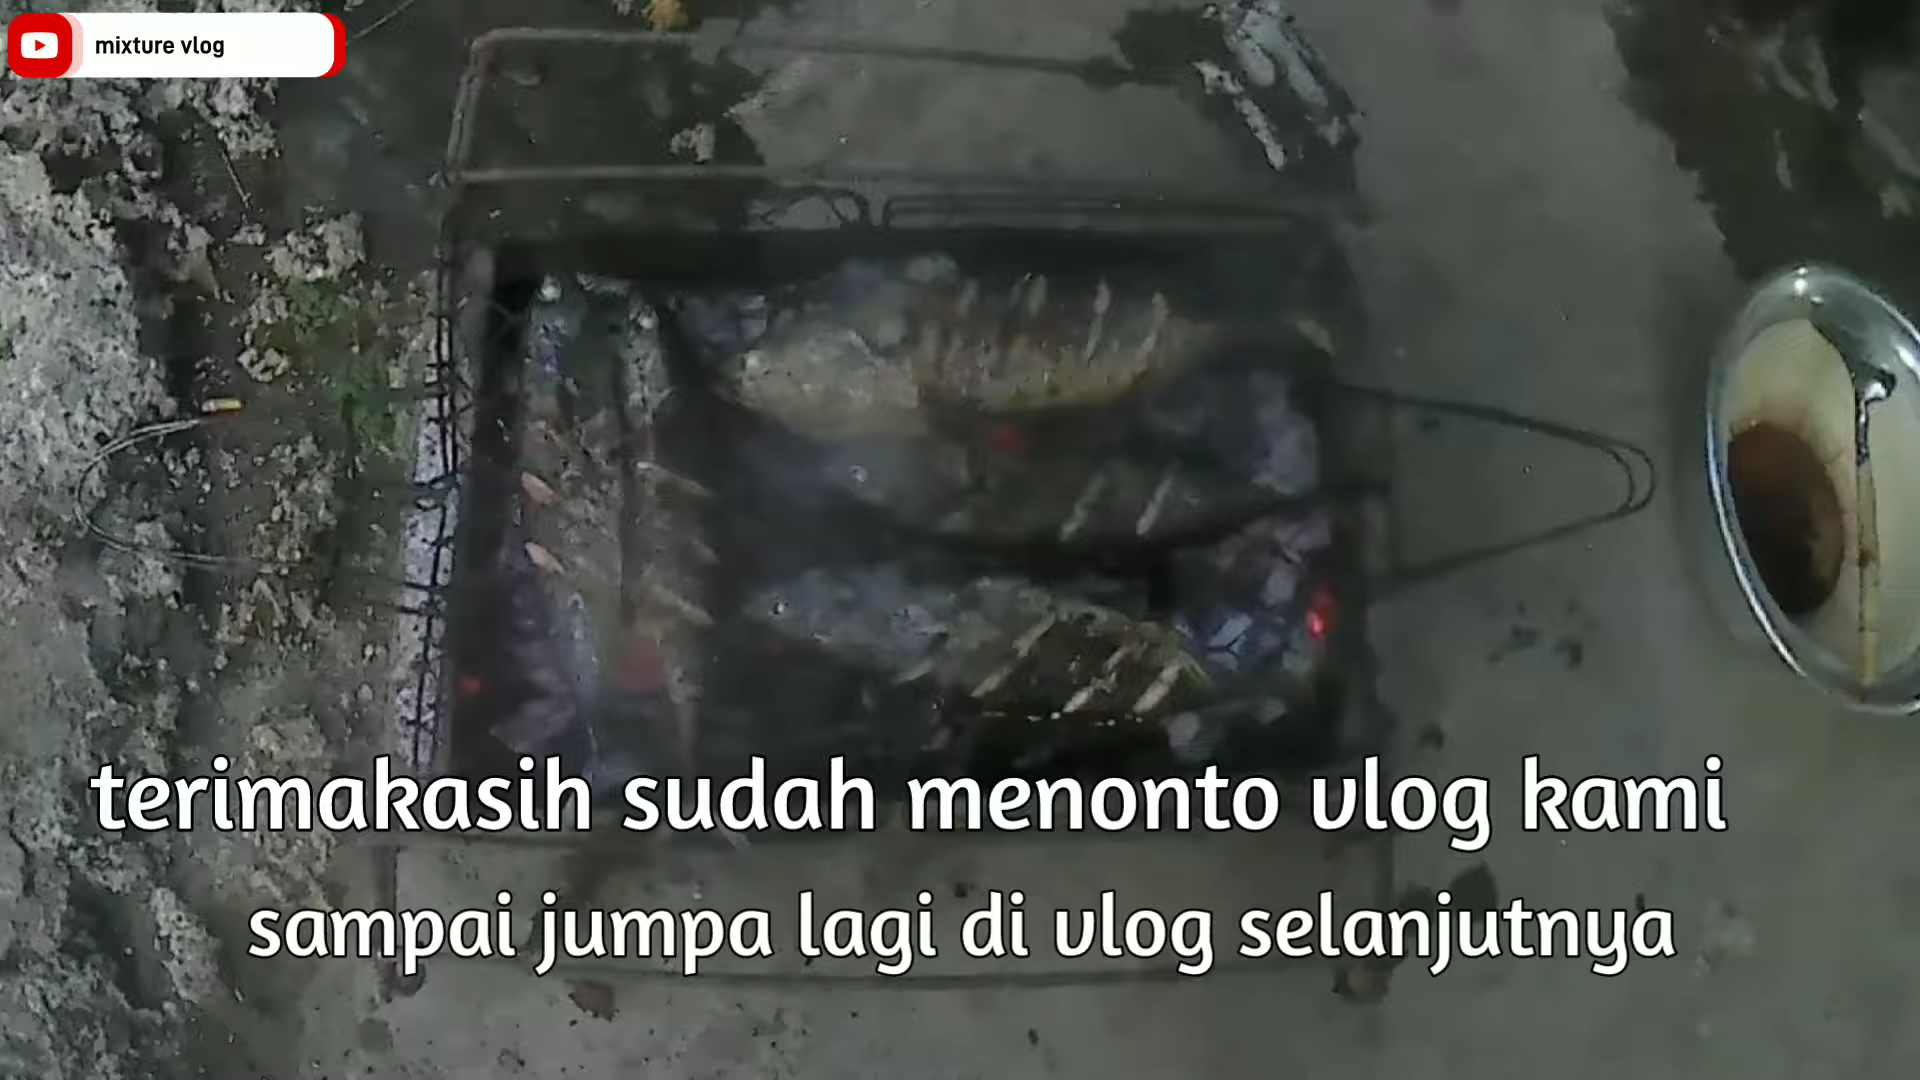 mixture vlog
terimakasih sudah menonto vlog kami
sampai jumpa lagi di vlog selanjutnya